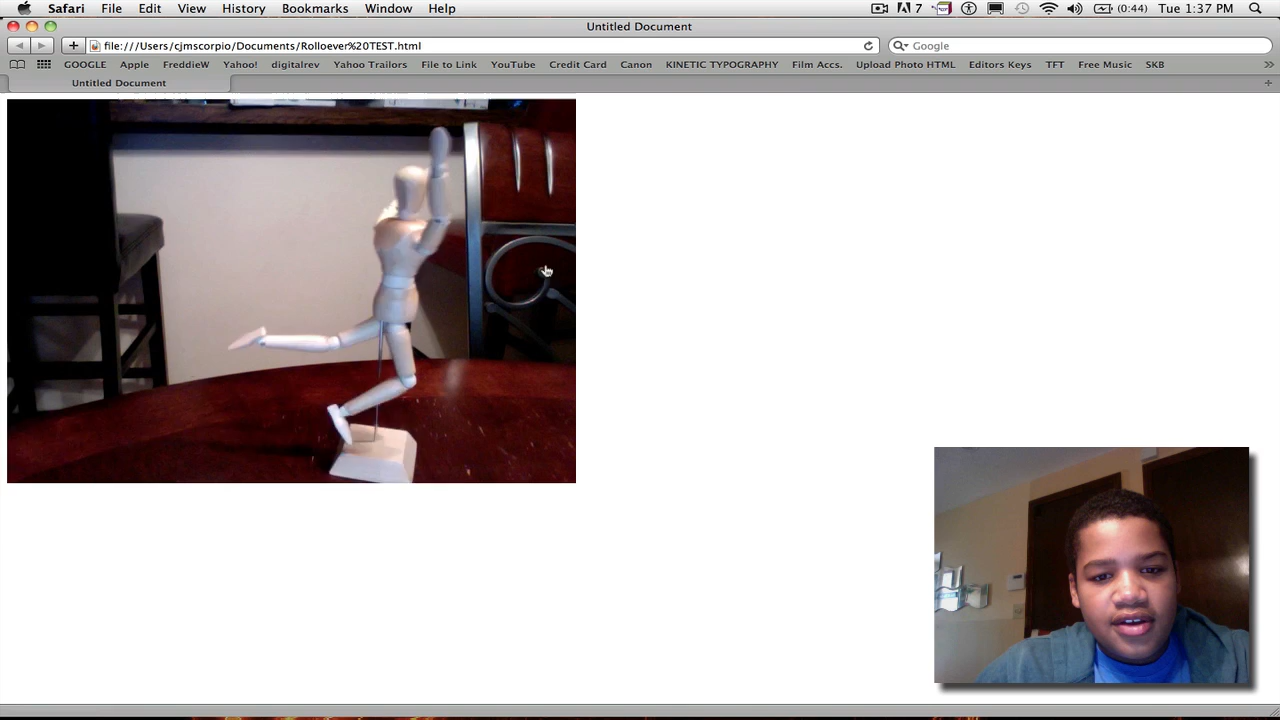 Safari File Edit View History Bookmarks Window Help 7 (0:44) Tue 1:37 PM
Untitled Document
file:///Users/cjmscorpio/Documents/Rolloever%20TEST.html Google
GOOGLE Apple FreddieW Yahoo! digitalrev Yahoo Trailors File to Link YouTube Credit Card Canon KINETIC TYPOGRAPHY Film Accs. Upload Photo HTML Editors Keys TFT Free Music SKB
Untitled Document